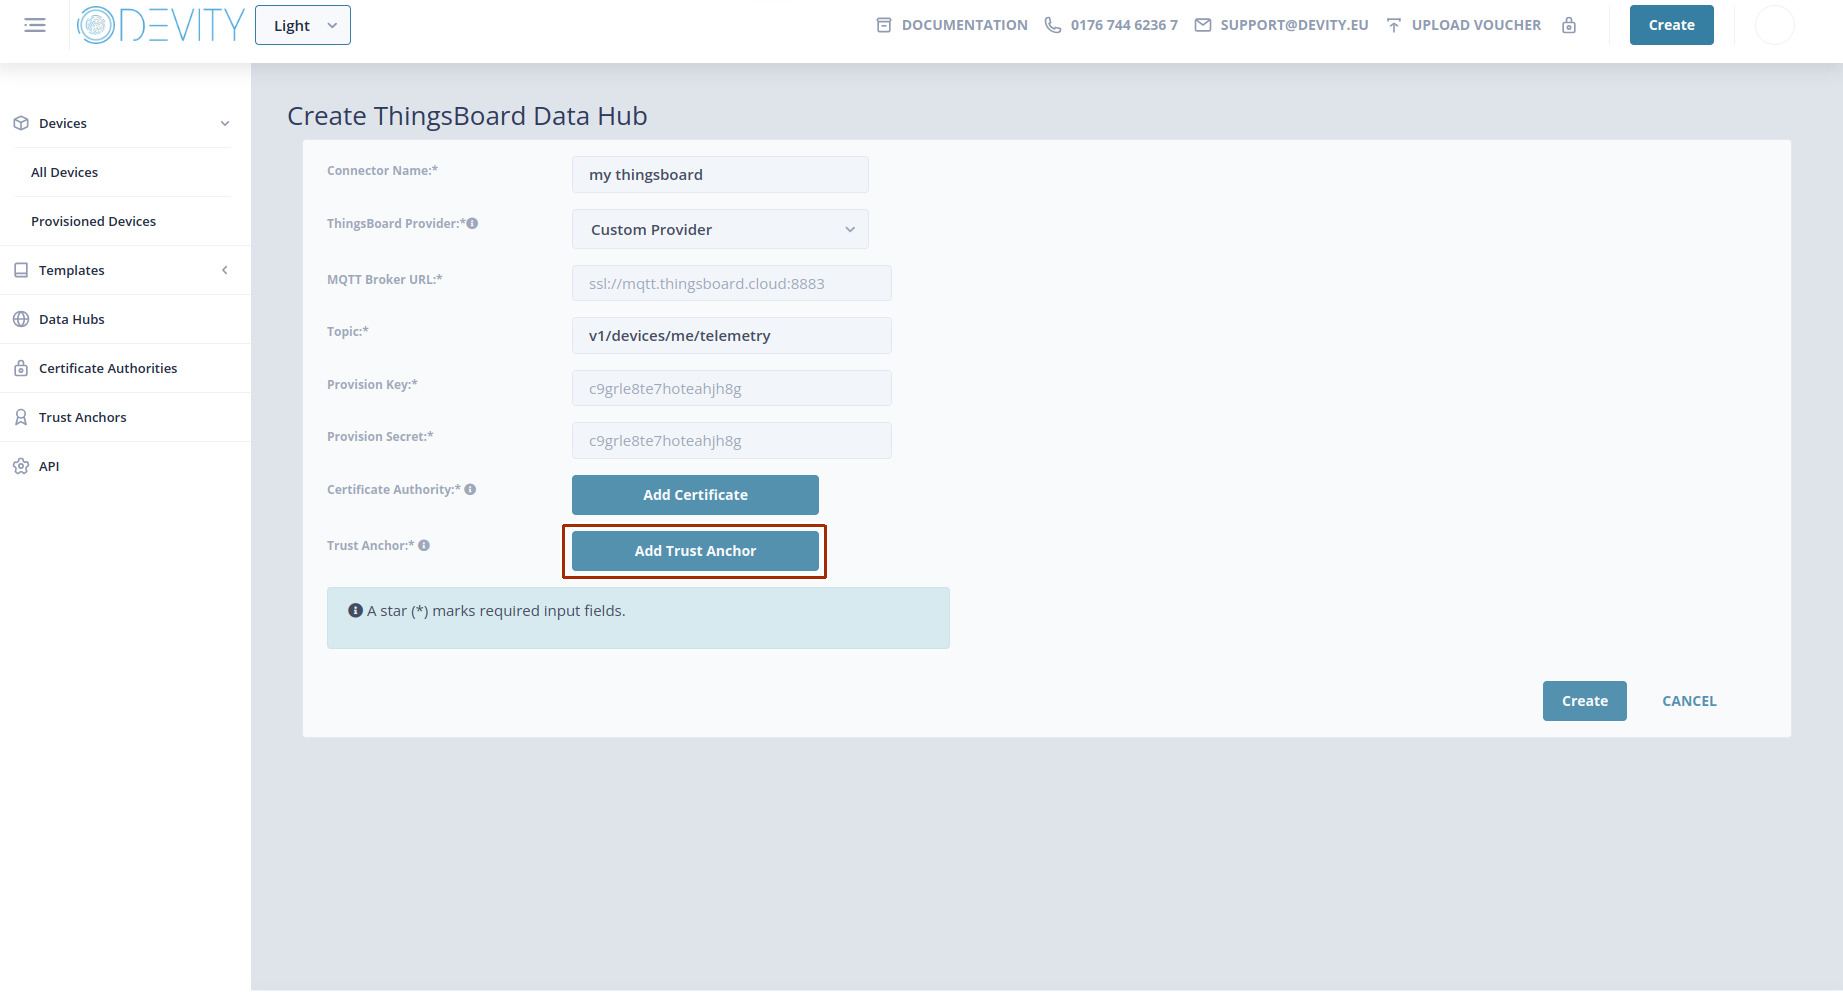 DEVITY
Light
DOCUMENTATION
0176 744 6236 7
SUPPORT@DEVITY.EU
UPLOAD VOUCHER
Create
Devices
All Devices
Provisioned Devices
Templates
Data Hubs
Certificate Authorities
Trust Anchors
API
Create ThingsBoard Data Hub
Connector Name:*
my thingsboard
ThingsBoard Provider:*
Custom Provider
MQTT Broker URL:*
ssl://mqtt.thingsboard.cloud:8883
Topic:*
v1/devices/me/telemetry
Provision Key:*
c9grle8te7hoteahjh8g
Provision Secret:*
c9grle8te7hoteahjh8g
Certificate Authority:*
Add Certificate
Trust Anchor:*
Add Trust Anchor
A star (*) marks required input fields.
Create
CANCEL